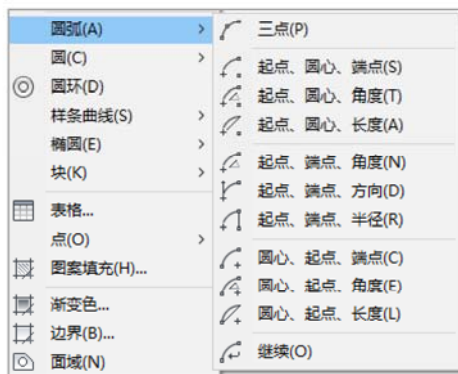 圆弧(A)
圆(C)
圆环(D)
样条曲线(S)
椭圆(E)
块(K)
表格...
点(O)
图案填充(H)...
渐变色...
边界(B)...
面域(N)
三点(P)
起点、圆心、端点(S)
起点、圆心、角度(T)
起点、圆心、长度(A)
起点、端点、角度(N)
起点、端点、方向(D)
起点、端点、半径(R)
圆心、起点、端点(C)
圆心、起点、角度(E)
圆心、起点、长度(L)
继续(O)